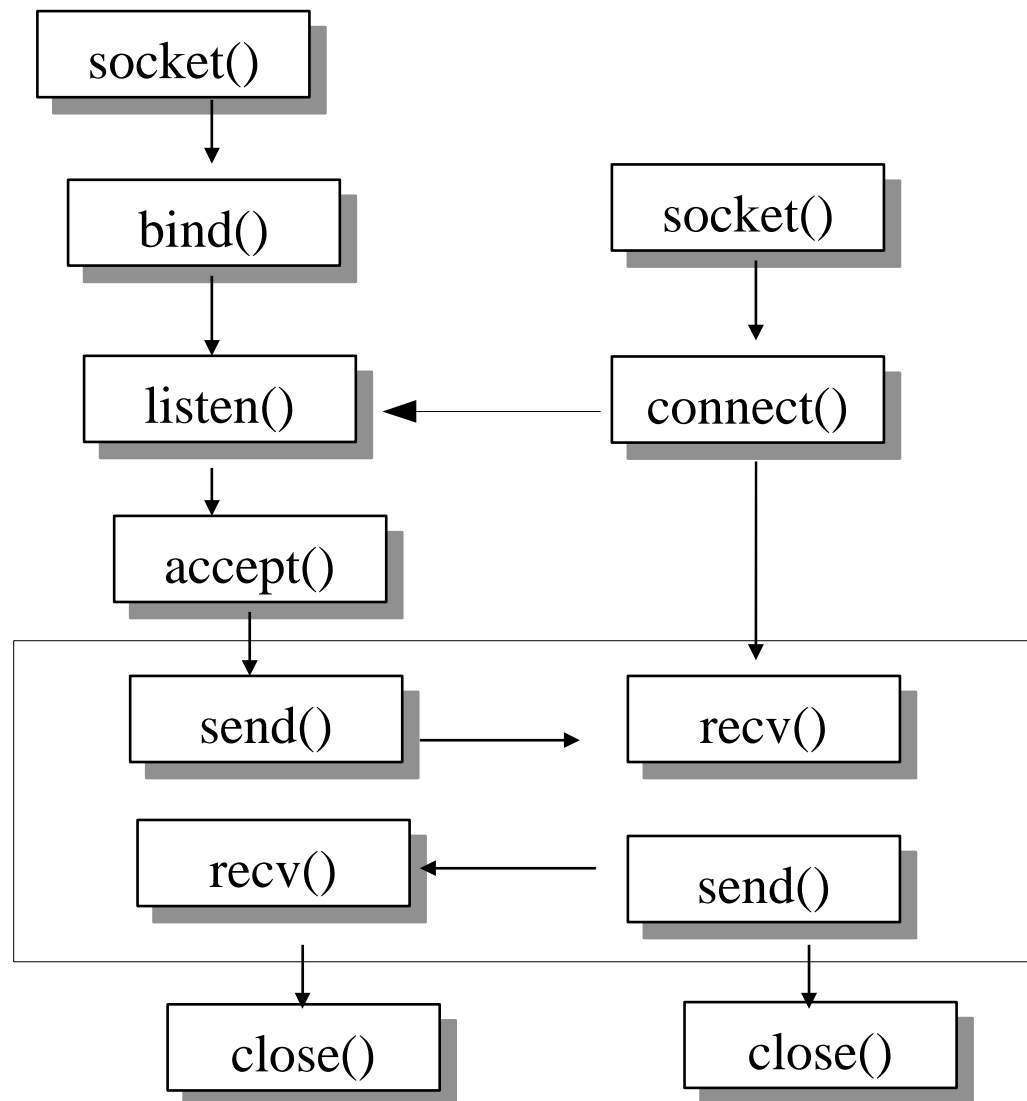 socket()
bind()
socket()
listen()
connect()
accept()
send()
recv()
recv()
send()
close()
close()